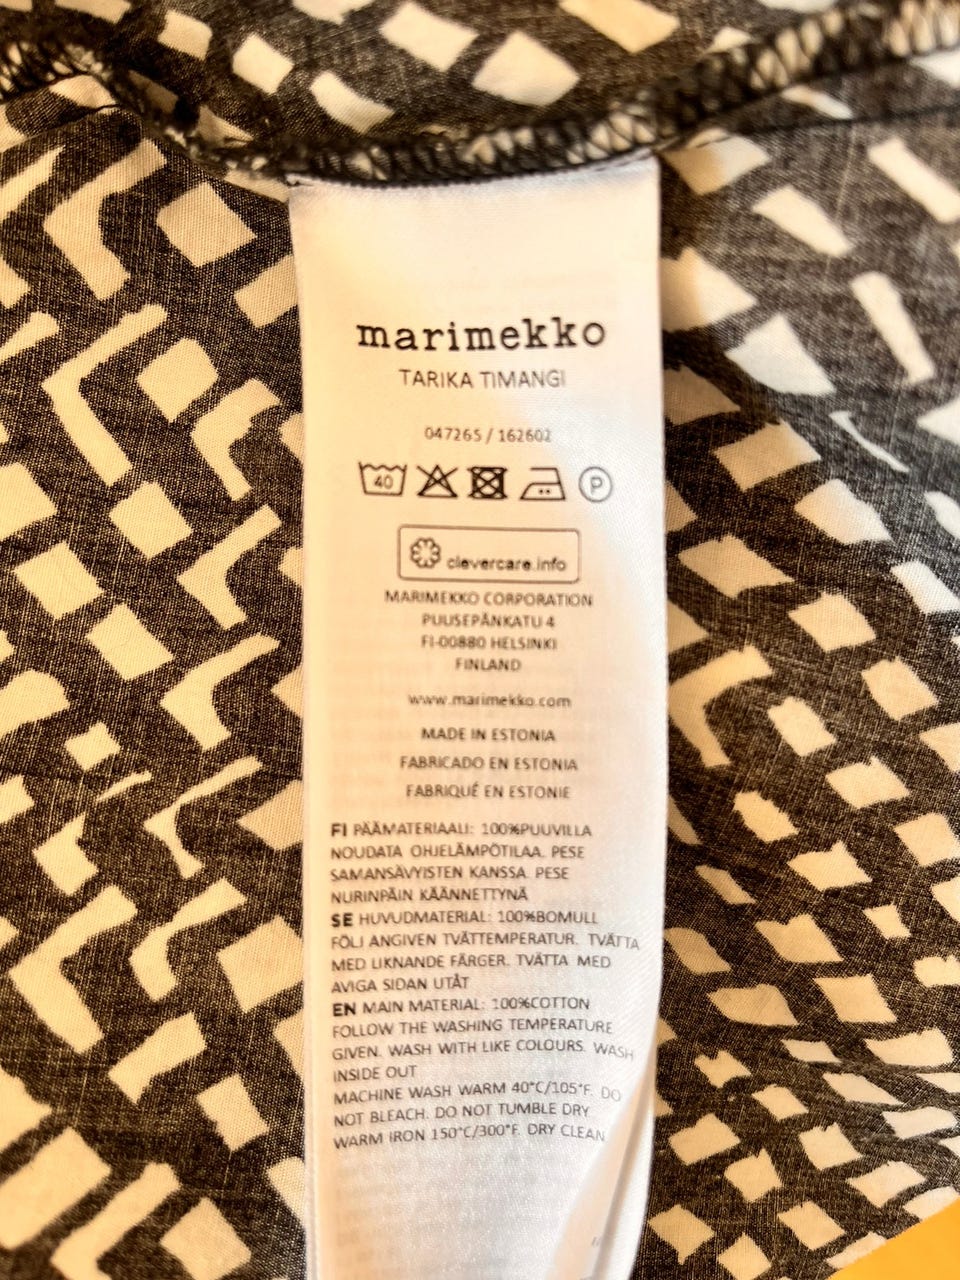 marimekko
TARIKA TIMANGI
047265 / 162602
40 P
clevercare.info
MARIMEKKO CORPORATION
PUUSEPÄNKATU 4
FI-00880 HELSINKI
FINLAND
www.marimekko.com
MADE IN ESTONIA
FABRICADO EN ESTONIA
FABRIQUÉ EN ESTONIE
FI PÄÄMATERIAALI: 100%PUUVILLA
NOUDATA OHJELÄMPÖTILAA. PESE
SAMANSÄVYISTEN KANSSA. PESE
NURINPÄIN KÄÄNNETTYNÄ
SE HUVUDMATERIAL: 100%BOMULL
FÖLJ ANGIVEN TVÄTTEMPERATUR. TVÄTTA
MED LIKNANDE FÄRGER. TVÄTTA MED
AVIGA SIDAN UTÅT
EN MAIN MATERIAL: 100%COTTON
FOLLOW THE WASHING TEMPERATURE
GIVEN. WASH WITH LIKE COLOURS. WASH
INSIDE OUT
MACHINE WASH WARM 40°C/105°F. DO
NOT BLEACH. DO NOT TUMBLE DRY
WARM IRON 150°C/300°F. DRY CLEAN